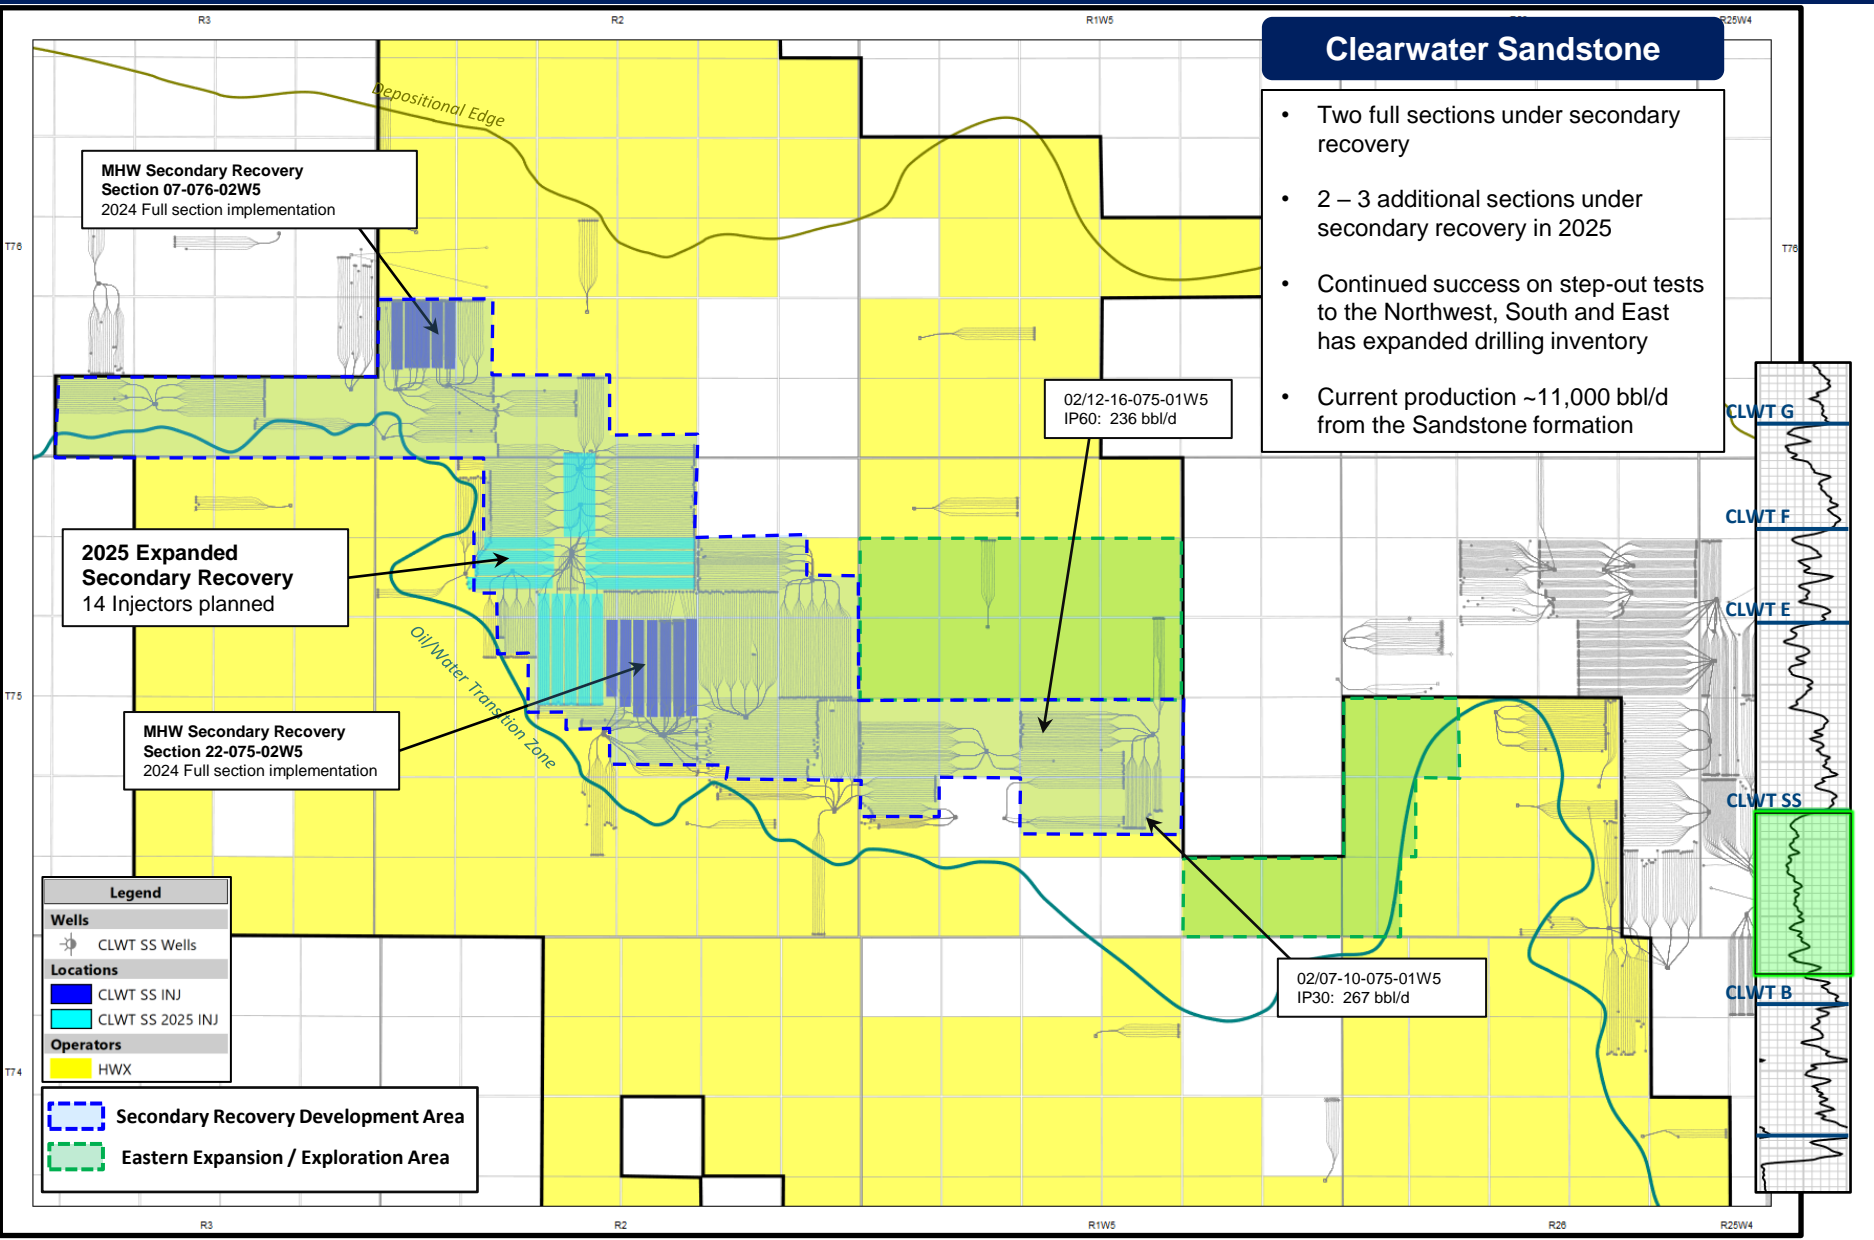 R3
R2
R1W5
R25W4
Clearwater Sandstone
• Two full sections under secondary
recovery
• 2 – 3 additional sections under
secondary recovery in 2025
• Continued success on step-out tests
to the Northwest, South and East
has expanded drilling inventory
• Current production ~11,000 bbl/d
from the Sandstone formation
Depositional Edge
MHW Secondary Recovery
Section 07-076-02W5
2024 Full section implementation
T76
T76
02/12-16-075-01W5
IP60: 236 bbl/d
CLWT G
CLWT F
2025 Expanded
Secondary Recovery
14 Injectors planned
CLWT E
Oil/Water Transition Zone
T75
MHW Secondary Recovery
Section 22-075-02W5
2024 Full section implementation
CLWT SS
02/07-10-075-01W5
IP30: 267 bbl/d
CLWT B
Legend
Wells
CLWT SS Wells
Locations
CLWT SS INJ
CLWT SS 2025 INJ
Operators
HWX
T74
Secondary Recovery Development Area
Eastern Expansion / Exploration Area
R3
R2
R1W5
R26
R25W4